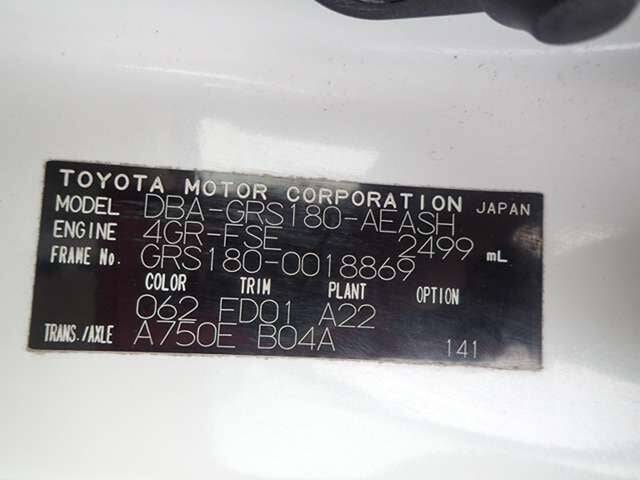 TOYOTA MOTOR CORPORATION JAPAN
MODEL DBA-GRS180-AEASH
ENGINE 4GR-FSE 2499 mL
FRAME No. GRS180-0018869
COLOR TRIM PLANT OPTION
062 FD01 A22
TRANS./AXLE A750E B04A 141